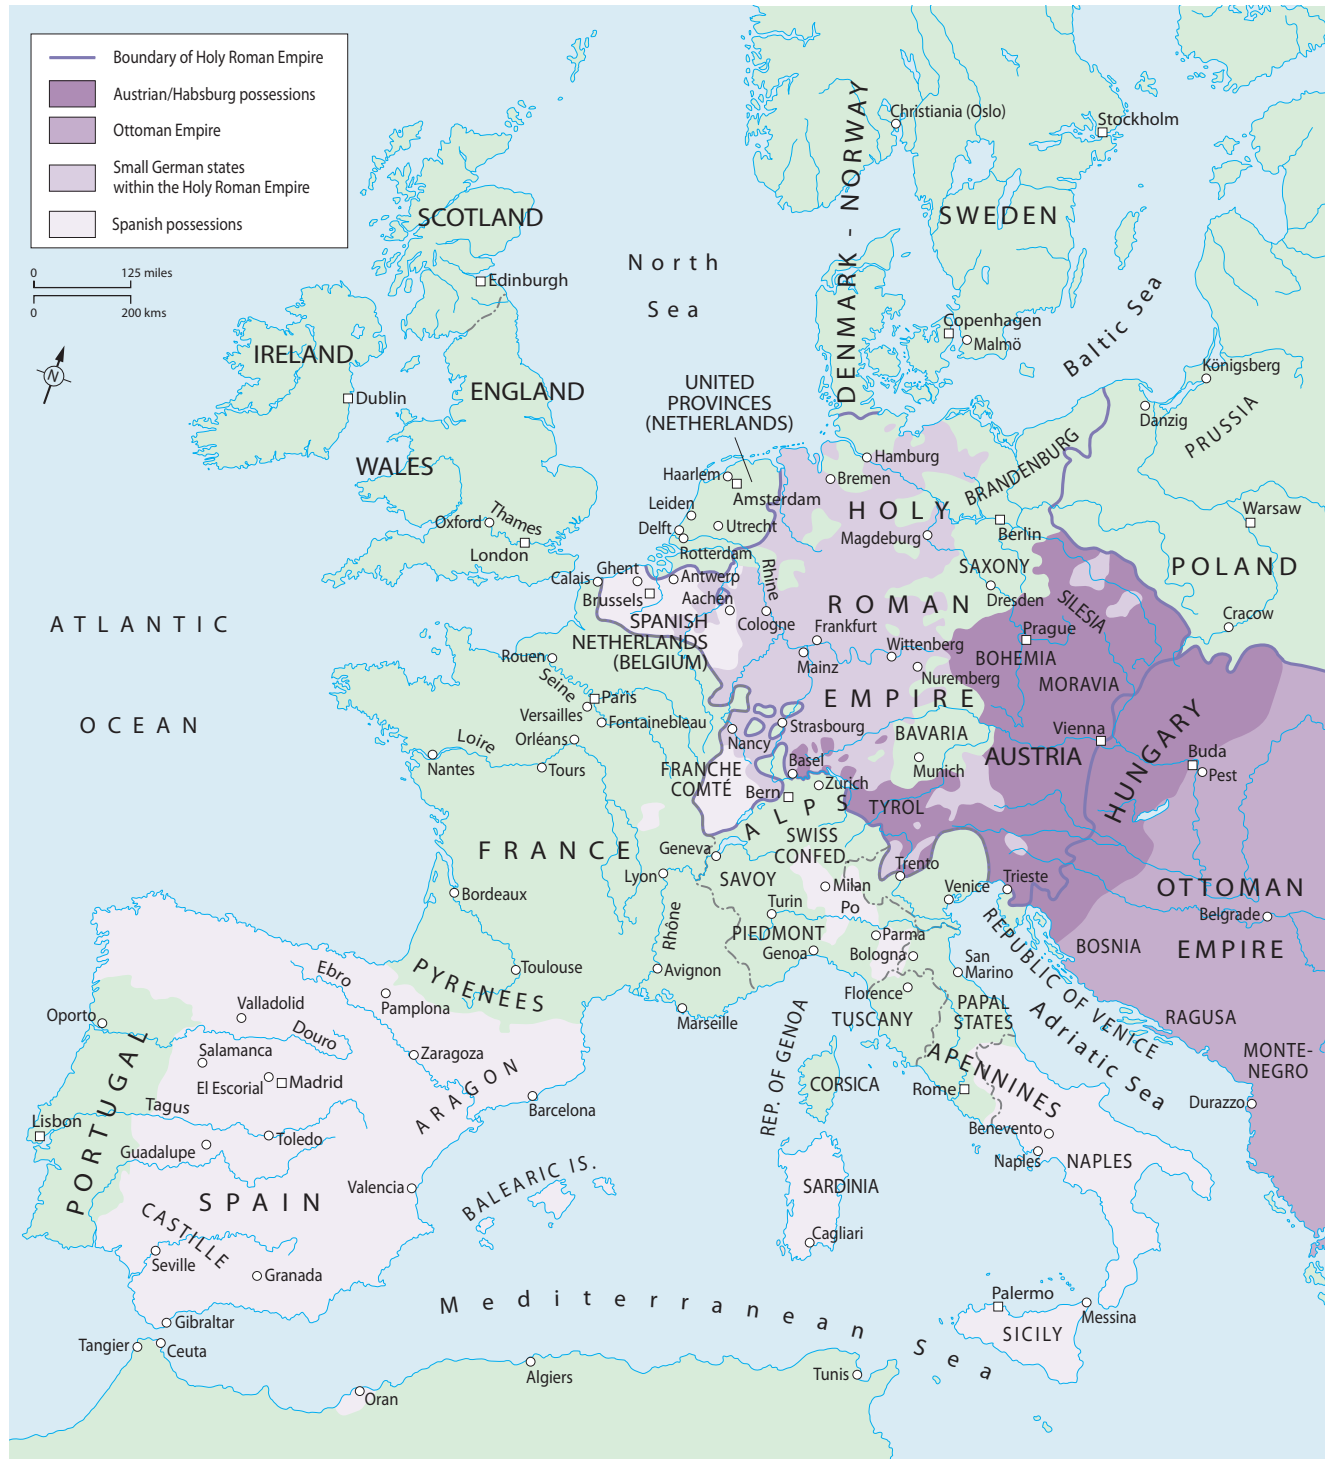 Boundary of Holy Roman Empire
Austrian/Habsburg possessions
Ottoman Empire
Small German states
within the Holy Roman Empire
Spanish possessions
0
125 miles
0
200 kms
N
Christiania (Oslo)
Stockholm
DENMARK - NORWAY
SWEDEN
SCOTLAND
Edinburgh
North
Sea
Baltic Sea
Copenhagen
Malmö
IRELAND
Dublin
ENGLAND
WALES
Oxford
Thames
London
UNITED
PROVINCES
(NETHERLANDS)
Königsberg
Danzig
PRUSSIA
Haarlem
Amsterdam
Leiden
Utrecht
Delft
Rotterdam
Hamburg
Bremen
BRANDENBURG
HOLY
Magdeburg
Berlin
Warsaw
POLAND
Calais
Ghent
Antwerp
Brussels
Aachen
Rhine
Cologne
SPANISH
NETHERLANDS
(BELGIUM)
SAXONY
Dresden
SILESIA
ROMAN
Frankfurt
Mainz
Wittenberg
Nuremberg
Prague
BOHEMIA
MORAVIA
Cracow
ATLANTIC
OCEAN
Rouen
Seine
Paris
Versailles
Fontainebleau
Orléans
Loire
Nantes
Tours
EMPIRE
Strasbourg
Nancy
BAVARIA
Munich
Vienna
AUSTRIA
HUNGARY
Buda
Pest
FRANCHE
COMTÉ
Basel
Bern
Zurich
ALPS
TYROL
SWISS
CONFED.
FRANCE
Geneva
Lyon
SAVOY
Trento
Milan
Po
Turin
Venice
Trieste
OTTOMAN
Belgrade
EMPIRE
BOSNIA
Bordeaux
Rhône
PIEDMONT
Genoa
Parma
Bologna
San
Marino
REPUBLIC OF VENICE
Adriatic Sea
RAGUSA
MONTE-
NEGRO
Durazzo
Toulouse
Avignon
Marseille
PYRENEES
Florence
TUSCANY
PAPAL
STATES
REP. OF GENOA
CORSICA
APENNINES
Rome
Benevento
Naples
NAPLES
Ebro
Pamplona
Valladolid
Oporto
Douro
Salamanca
Zaragoza
El Escorial
Madrid
ARAGON
Barcelona
PORTUGAL
Tagus
Lisbon
Toledo
Guadalupe
Valencia
BALEARIC IS.
SPAIN
CASTILLE
Seville
Granada
SARDINIA
Cagliari
Mediterranean Sea
Palermo
Messina
SICILY
Gibraltar
Tangier
Ceuta
Oran
Algiers
Tunis